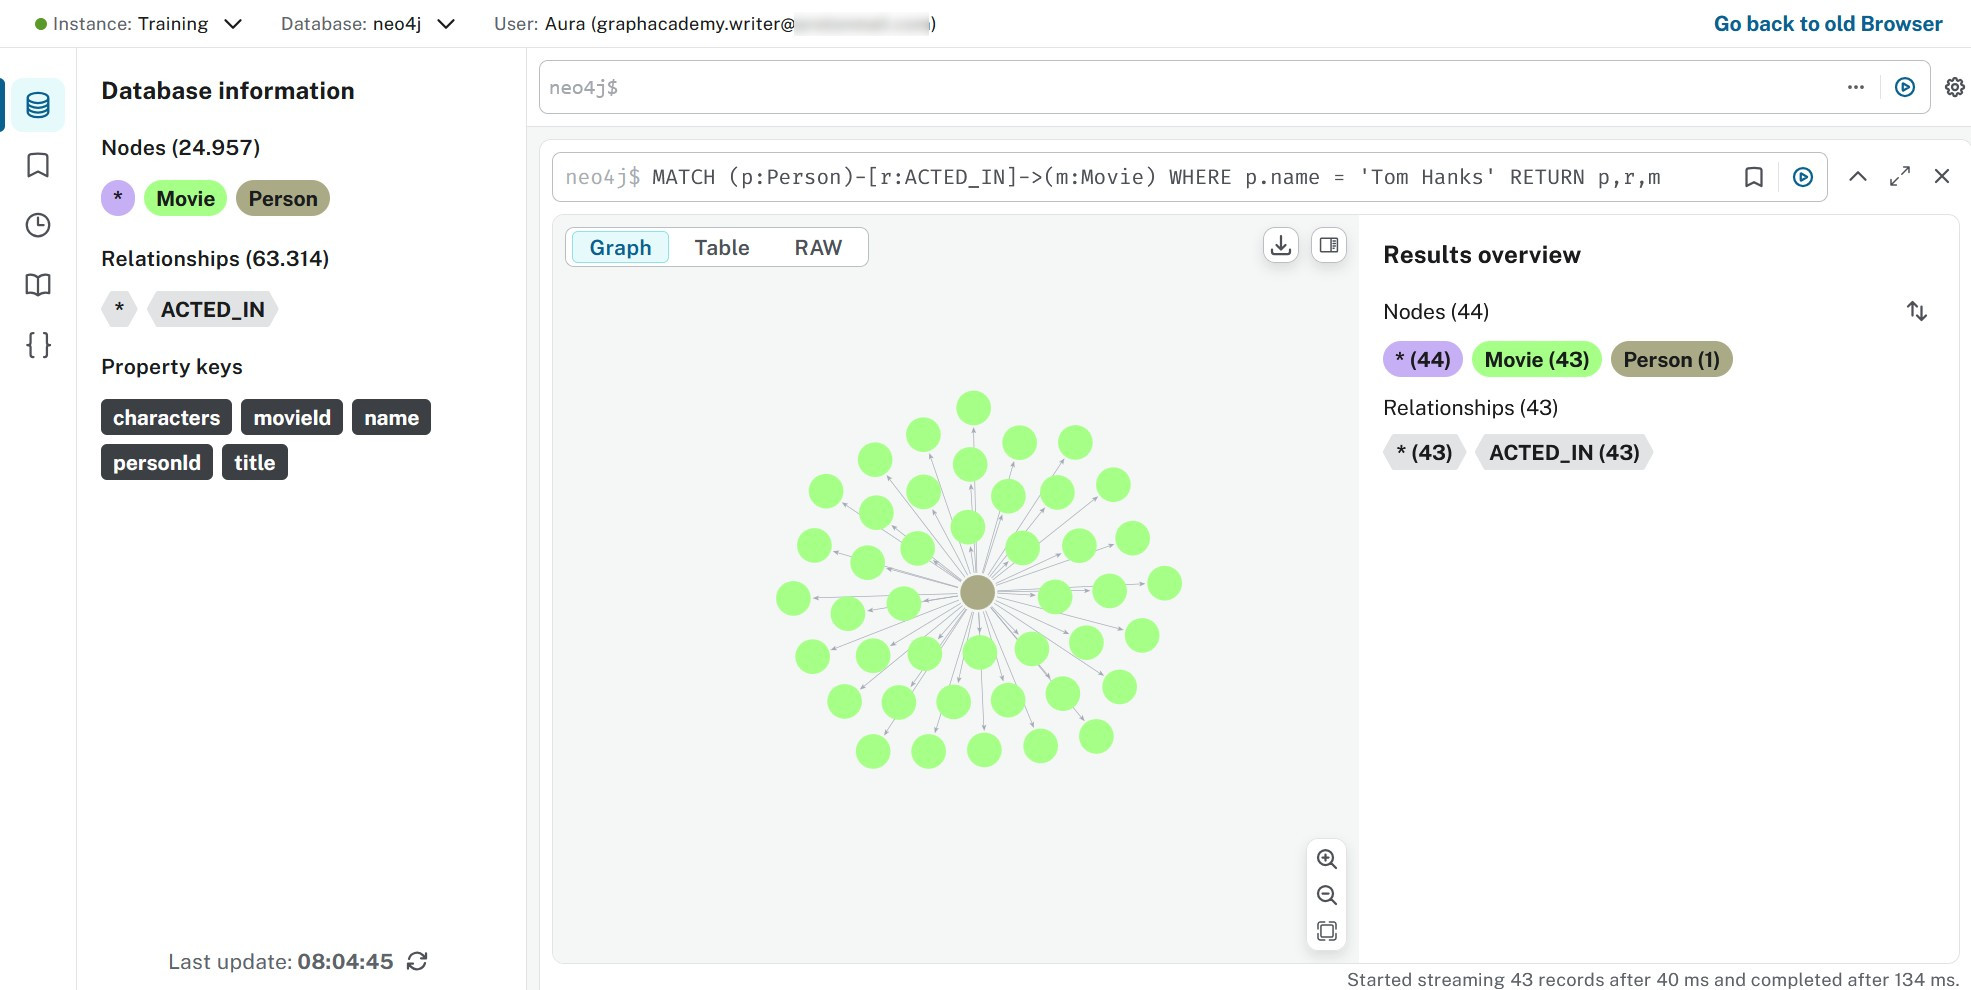 Instance: Training
Database: neo4j
User: Aura (graphacademy.writer@ )
Go back to old Browser
Database information
Nodes (24.957)
* Movie Person
Relationships (63.314)
* ACTED_IN
Property keys
characters movieId name
personId title
Last update: 08:04:45
neo4j$
neo4j$ MATCH (p:Person)-[r:ACTED_IN]->(m:Movie) WHERE p.name = 'Tom Hanks' RETURN p,r,m
Graph Table RAW
Results overview
Nodes (44)
* (44) Movie (43) Person (1)
Relationships (43)
* (43) ACTED_IN (43)
Started streaming 43 records after 40 ms and completed after 134 ms.